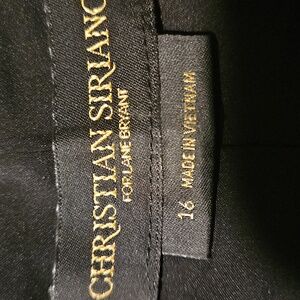 CHRISTIAN SIRIANO
FOR LANE BRYANT
16 MADE IN VIETNAM